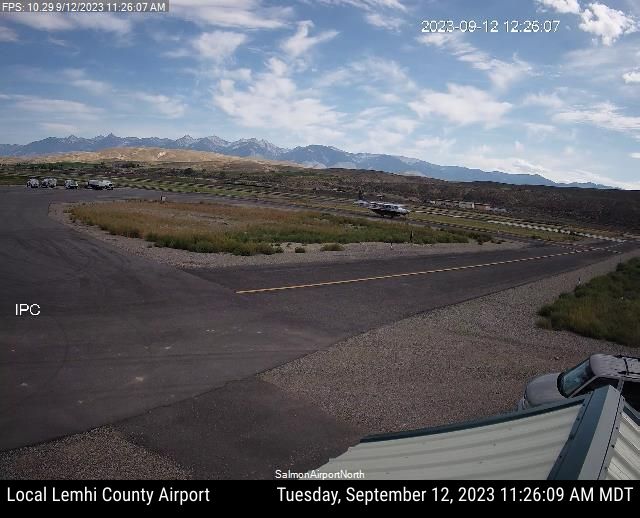 FPS: 10.29 9/12/2023 11:26:07 AM
2023-09-12 12:26:07
IPC
SalmonAirportNorth
Local Lemhi County Airport Tuesday, September 12, 2023 11:26:09 AM MDT